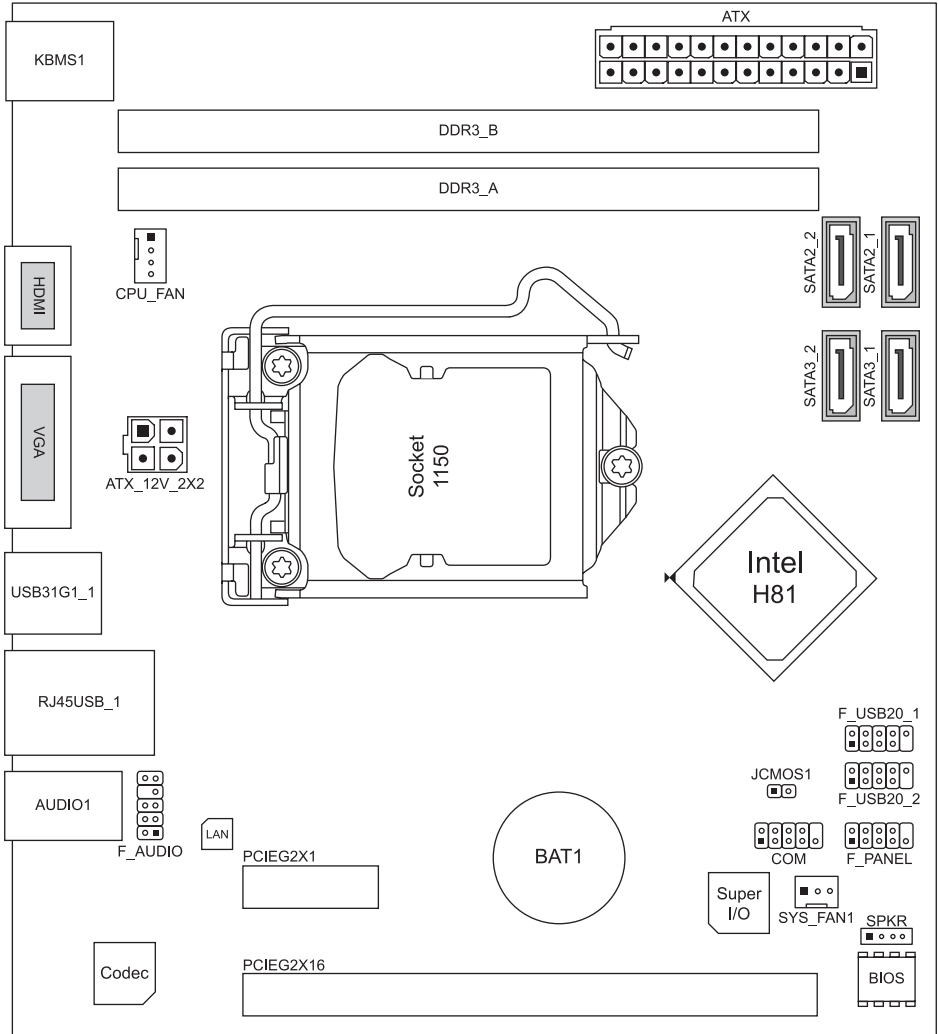 ATX
KBMS1
DDR3_B
DDR3_A
CPU_FAN
HDMI
SATA2_2
SATA2_1
SATA3_2
SATA3_1
VGA
ATX_12V_2X2
Socket
1150
Intel
H81
USB31G1_1
RJ45USB_1
F_USB20_1
JCMOS1
F_USB20_2
AUDIO1
F_AUDIO
LAN
COM
F_PANEL
PCIEG2X1
BAT1
Super
I/O
SYS_FAN1
SPKR
Codec
PCIEG2X16
BIOS